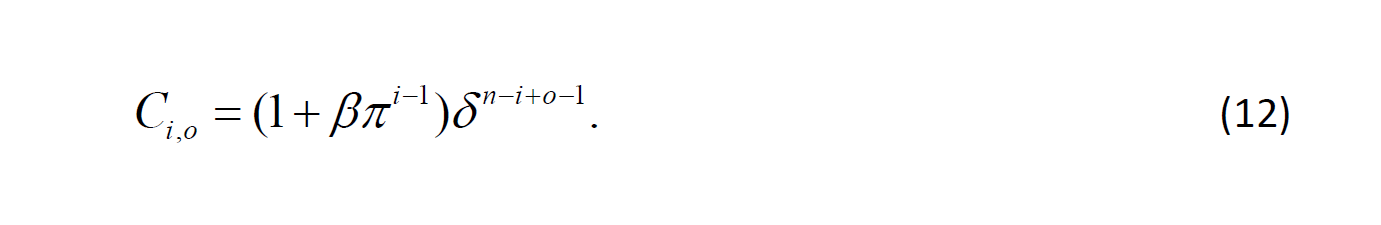 C_{i,o} = (1 + βπ^{i−1})δ^{n−i+o−1}. (12)